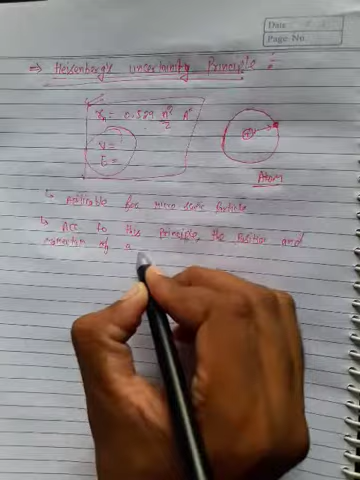 Date
Page No.
⇒ Heisenbergs uncertainty Principle :-
rn = 0.529 n²/z A°
V =
E =
Atom
↳ Applicable for micro scale Particle
↳ Acc to this Principle, the Position and
momentum of a